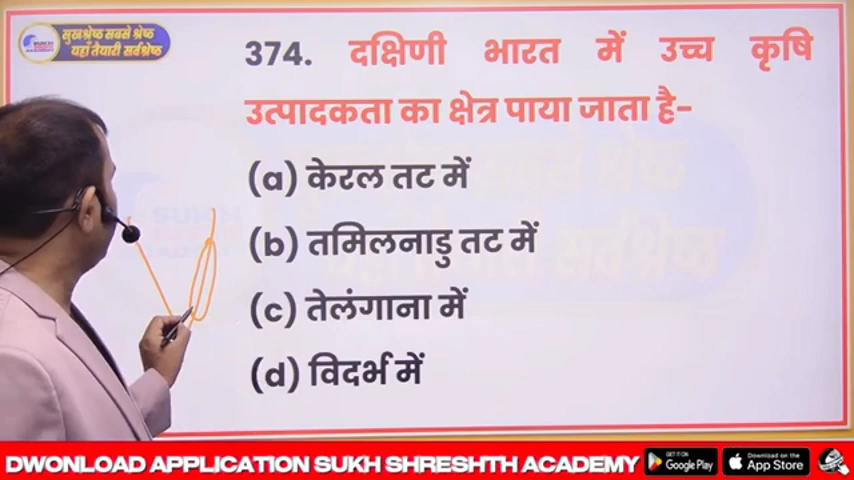 सुखश्रेष्ठ सबसे श्रेष्ठ
यहाँ तैयारी सर्वश्रेष्ठ
374. दक्षिणी भारत में उच्च कृषि
उत्पादकता का क्षेत्र पाया जाता है-
(a) केरल तट में
(b) तमिलनाडु तट में
(c) तेलंगाना में
(d) विदर्भ में
DWONLOAD APPLICATION SUKH SHRESHTH ACADEMY
GET IT ON
Google Play
Download on the
App Store